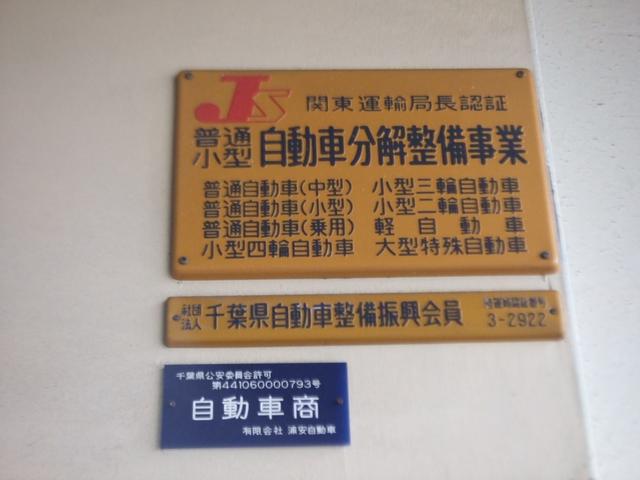 JS 関東運輸局長認証
普通
小型 自動車分解整備事業
普通自動車(中型) 小型三輪自動車
普通自動車(小型) 小型二輪自動車
普通自動車(乗用) 軽自動車
小型四輪自動車 大型特殊自動車
社団
法人 千葉県自動車整備振興会員
3-2922
千葉県公安委員会許可
第441060000793号
自動車商
有限会社 浦安自動車